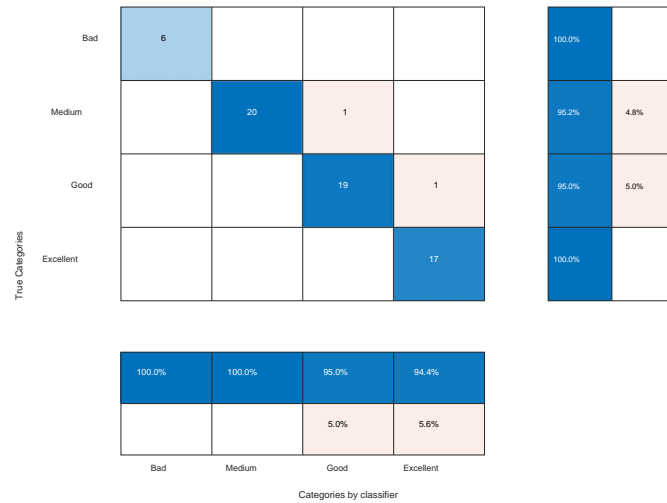 Bad
6
100.0%
Medium
20
1
95.2%
4.8%
Good
19
1
95.0%
5.0%
Excellent
17
100.0%
True Categories
100.0%
100.0%
95.0%
94.4%
5.0%
5.6%
Bad
Medium
Good
Excellent
Categories by classifier